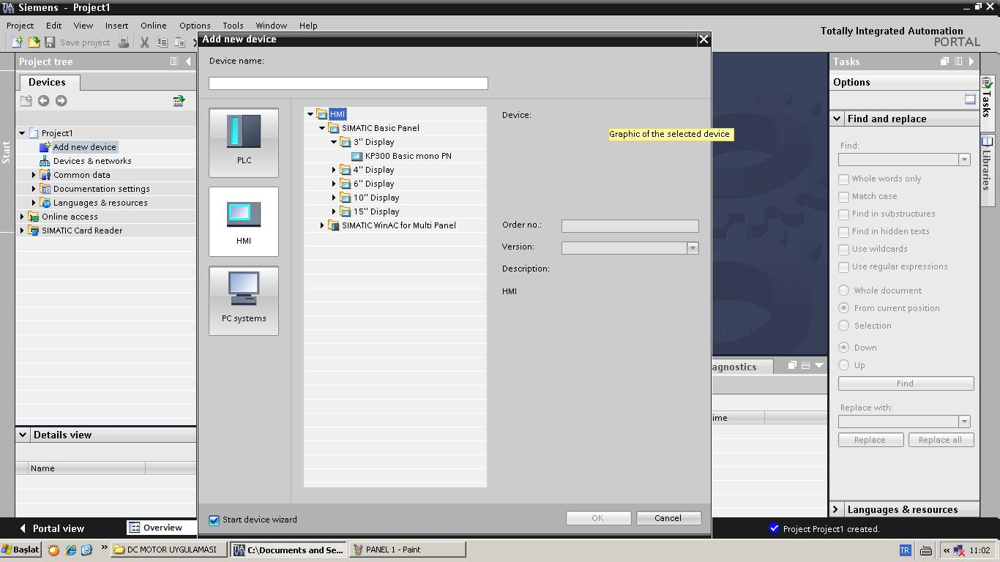 TIA
V11
Siemens - Project1
Project Edit View Insert Online Options Tools Window Help
Save project
Totally Integrated Automation
PORTAL
Start
Project tree
Devices
Project1
Add new device
Devices & networks
Common data
Documentation settings
Languages & resources
Online access
SIMATIC Card Reader
Details view
Name
Add new device
Device name:
PLC
HMI
PC systems
HMI
SIMATIC Basic Panel
3'' Display
KP300 Basic mono PN
4'' Display
6'' Display
10'' Display
15'' Display
SIMATIC WinAC for Multi Panel
Device:
Graphic of the selected device
Order no.:
Version:
Description:
HMI
Start device wizard
OK
Cancel
agnostics
ime
Tasks
Options
Find and replace
Find:
Whole words only
Match case
Find in substructures
Find in hidden texts
Use wildcards
Use regular expressions
Whole document
From current position
Selection
Down
Up
Find
Replace with:
Replace
Replace all
Languages & resources
Tasks
Libraries
Portal view
Overview
Project Project1 created.
Başlat
DC MOTOR UYGULAMASI
C:\Documents and Se...
PANEL 1 - Paint
TR
11:02